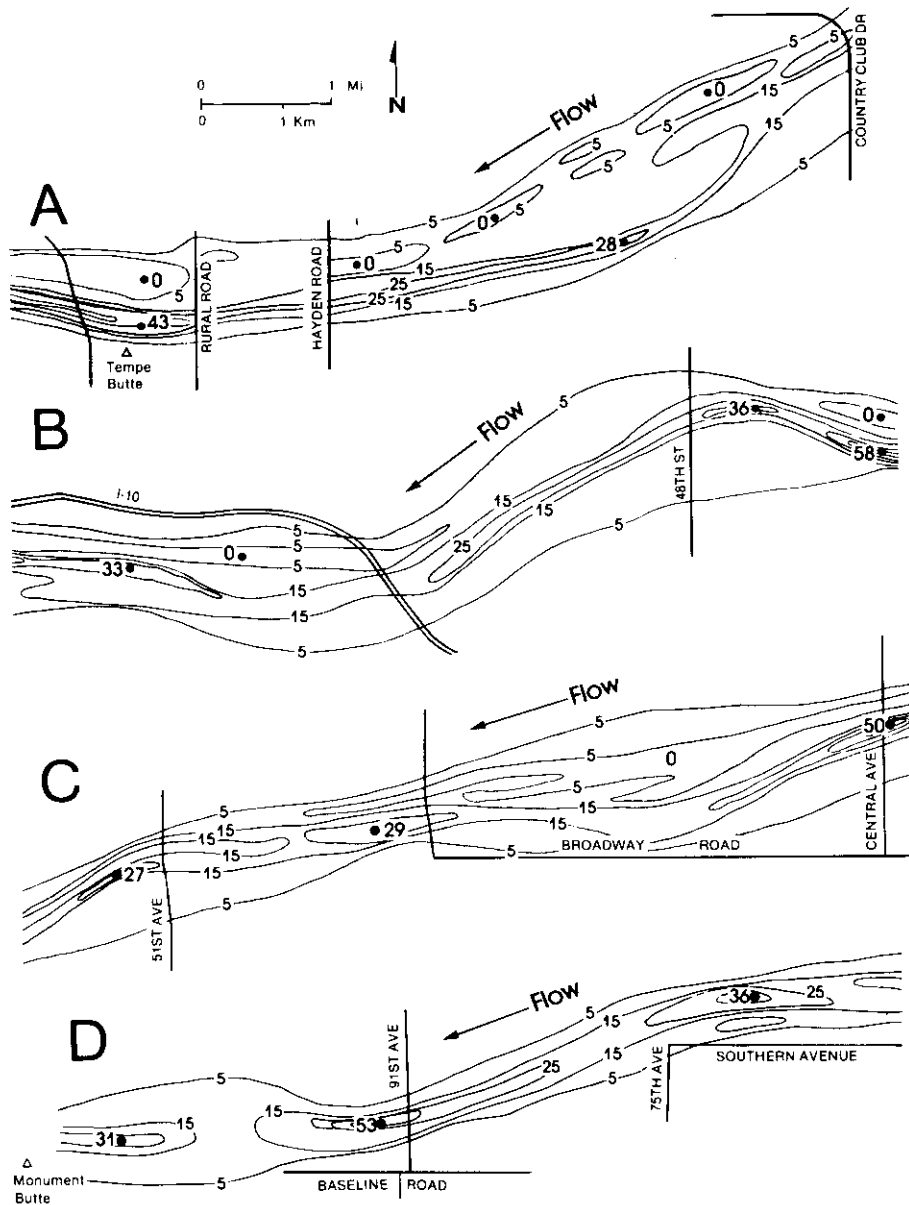 0 1 Mi
0 1 Km
N
Flow
COUNTRY CLUB DR
A
5
5
0
15
15
5
5
5
5
0
5
28
5
5
0
15
25
25
15
5
0
5
43
RURAL ROAD
HAYDEN ROAD
Tempe
Butte
B
Flow
5
36
0
58
48TH ST
I-10
15
15
5
25
5
0
5
33
15
15
5
C
Flow
5
5
0
50
CENTRAL AVE
5
15
15
5
BROADWAY ROAD
5
15
15
15
15
29
27
5
51ST AVE
D
Flow
36
25
5
15
15
5
75TH AVE
SOUTHERN AVENUE
91ST AVE
25
5
15
15
53
31
5
Monument
Butte
BASELINE ROAD